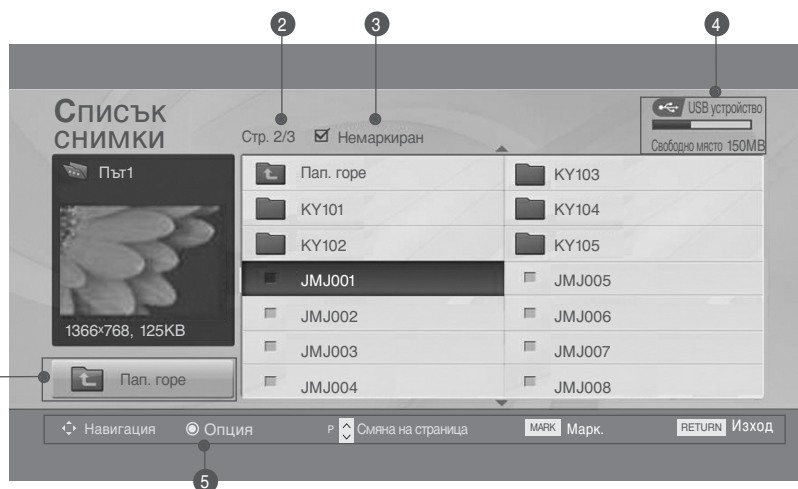 2 3 4
Списък
снимки
Стр. 2/3 Немаркиран
USB устройство
Свободно място 150MB
Път1
1366x768, 125KB
Пап. горе
Пап. горе KY103
KY101 KY104
KY102 KY105
JMJ001 JMJ005
JMJ002 JMJ006
JMJ003 JMJ007
JMJ004 JMJ008
Навигация Опция P Смяна на страница MARK Марк. RETURN Изход
5